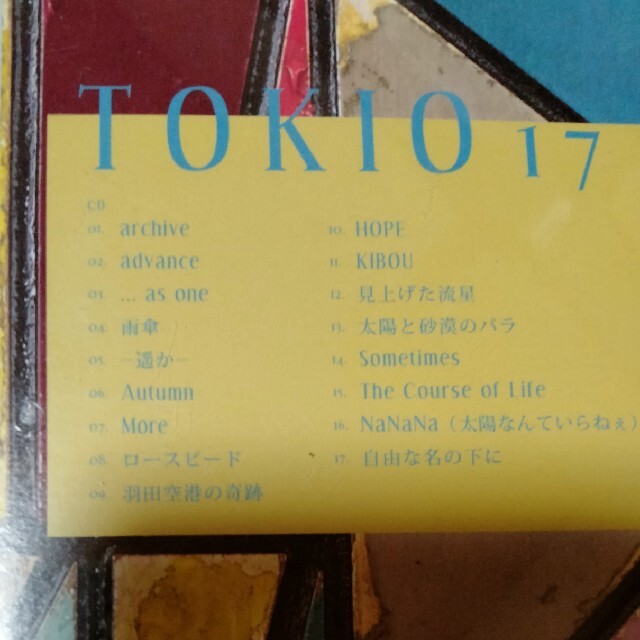 TOKIO 17
CD
01. archive
02. advance
03. ... as one
04. 雨傘
05. –遥か–
06. Autumn
07. More
08. ロースピード
09. 羽田空港の奇跡
10. HOPE
11. KIBOU
12. 見上げた流星
13. 太陽と砂漠のバラ
14. Sometimes
15. The Course of Life
16. NaNaNa（太陽なんていらねぇ）
17. 自由な名の下に